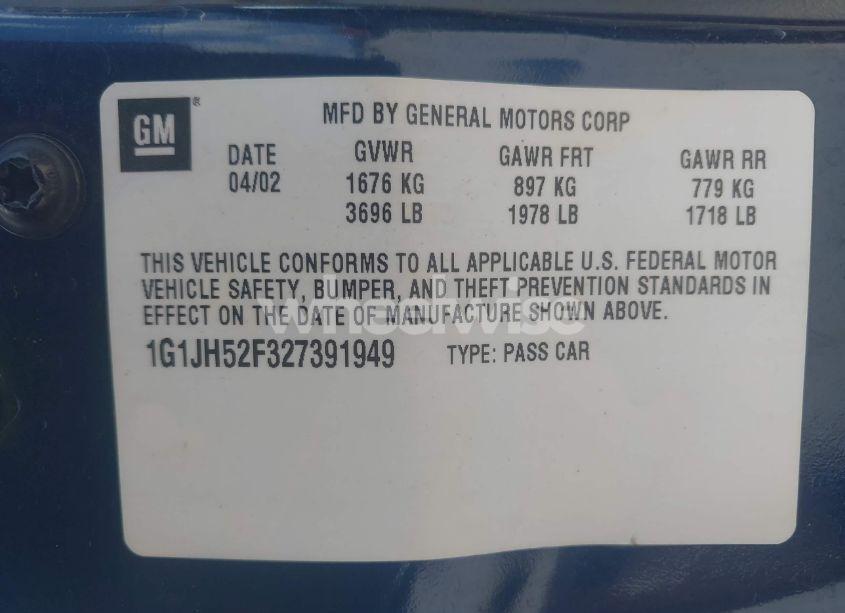 GM ®
MFD BY GENERAL MOTORS CORP
DATE GVWR GAWR FRT GAWR RR
04/02 1676 KG 897 KG 779 KG
3696 LB 1978 LB 1718 LB
THIS VEHICLE CONFORMS TO ALL APPLICABLE U.S. FEDERAL MOTOR
VEHICLE SAFETY, BUMPER, AND THEFT PREVENTION STANDARDS IN
EFFECT ON THE DATE OF MANUFACTURE SHOWN ABOVE.
wheelwise
1G1JH52F327391949 TYPE: PASS CAR